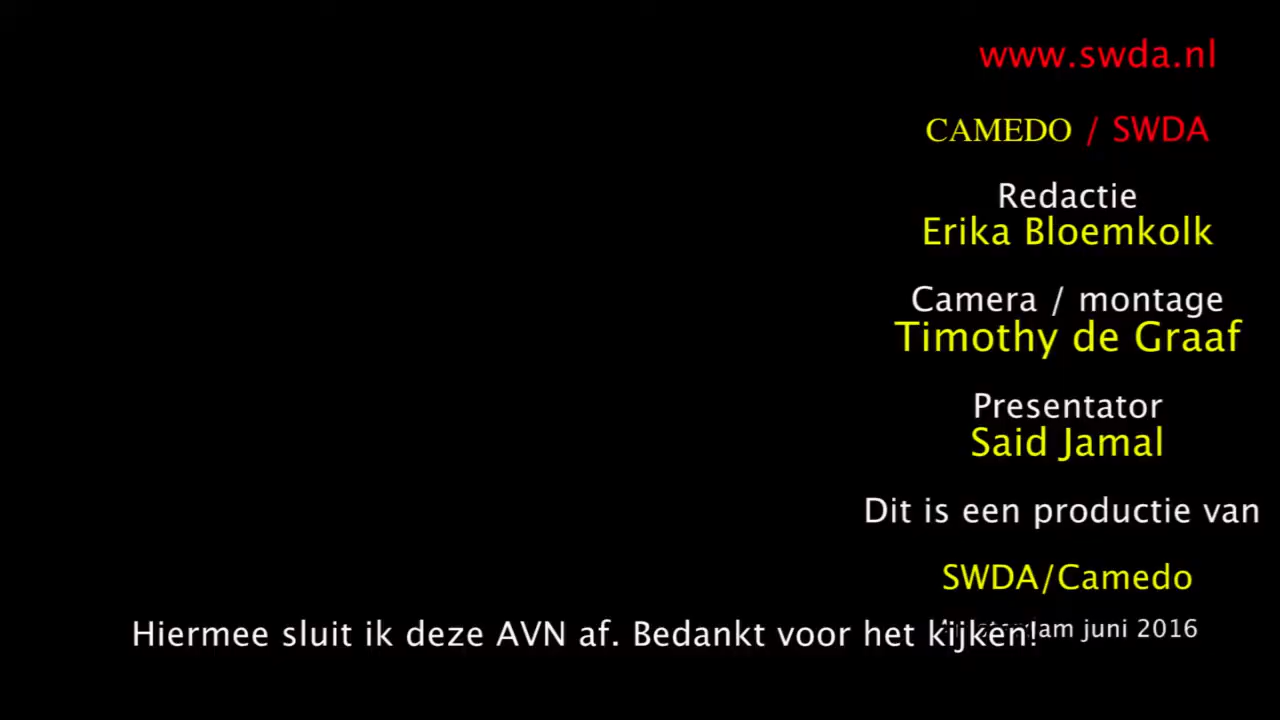 www.swda.nl
CAMEDO / SWDA
Redactie
Erika Bloemkolk
Camera / montage
Timothy de Graaf
Presentator
Said Jamal
Dit is een productie van
SWDA/Camedo
Hiermee sluit ik deze AVN af. Bedankt voor het kijken!
juni 2016